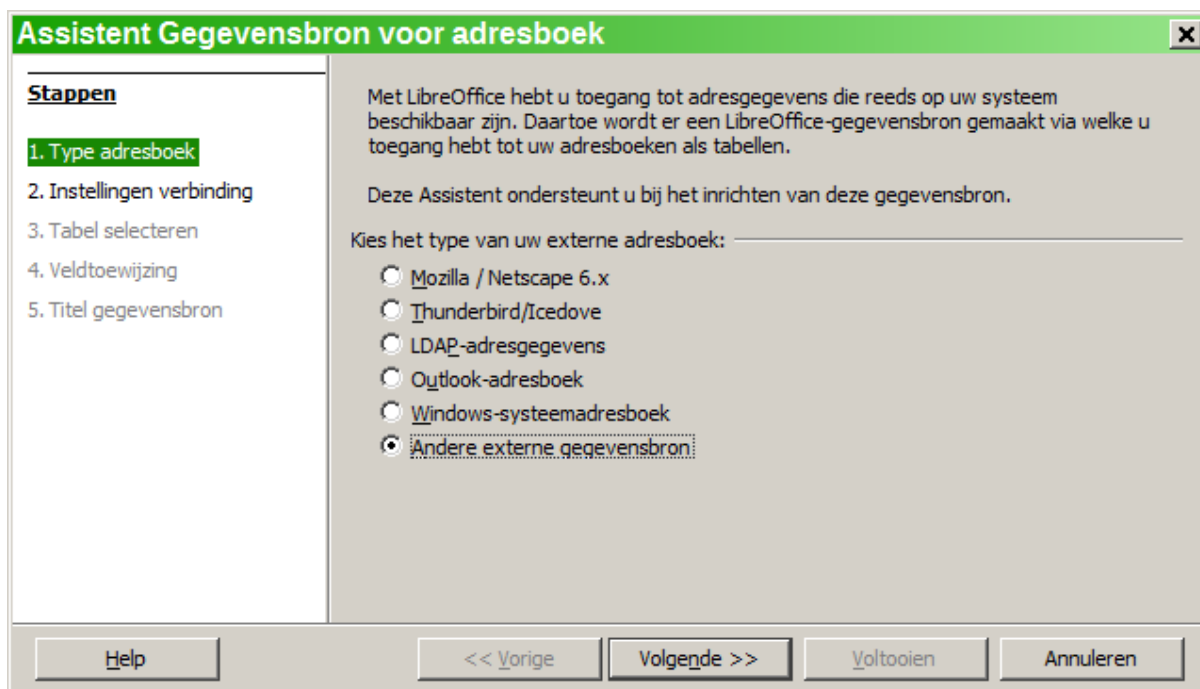 Assistent Gegevensbron voor adresboek
Stappen
1. Type adresboek
2. Instellingen verbinding
3. Tabel selecteren
4. Veldtoewijzing
5. Titel gegevensbron
Met LibreOffice hebt u toegang tot adresgegevens die reeds op uw systeem
beschikbaar zijn. Daartoe wordt er een LibreOffice-gegevensbron gemaakt via welke u
toegang hebt tot uw adresboeken als tabellen.
Deze Assistent ondersteunt u bij het inrichten van deze gegevensbron.
Kies het type van uw externe adresboek:
Mozilla / Netscape 6.x
Thunderbird/Icedove
LDAP-adresgegevens
Outlook-adresboek
Windows-systeemadresboek
Andere externe gegevensbron
Help
<< Vorige
Volgende >>
Voltooien
Annuleren